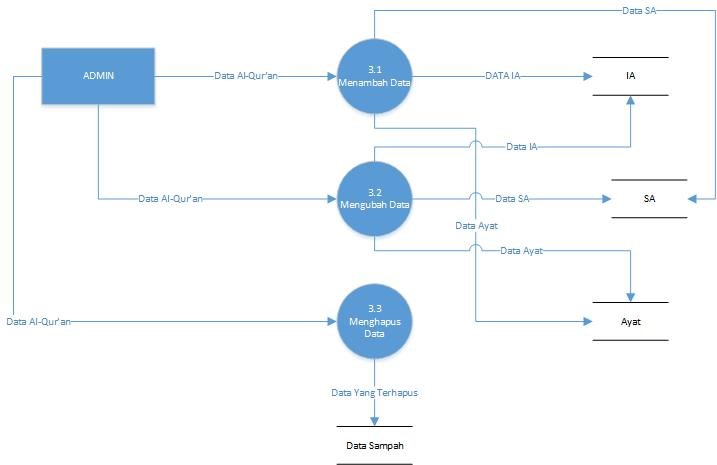 Data SA
ADMIN
Data Al-Qur'an
3.1
Menambah Data
DATA IA
IA
Data IA
Data Al-Qur'an
3.2
Mengubah Data
Data SA
SA
Data Ayat
Data Ayat
Data Al-Qur'an
3.3
Menghapus
Data
Ayat
Data Yang Terhapus
Data Sampah